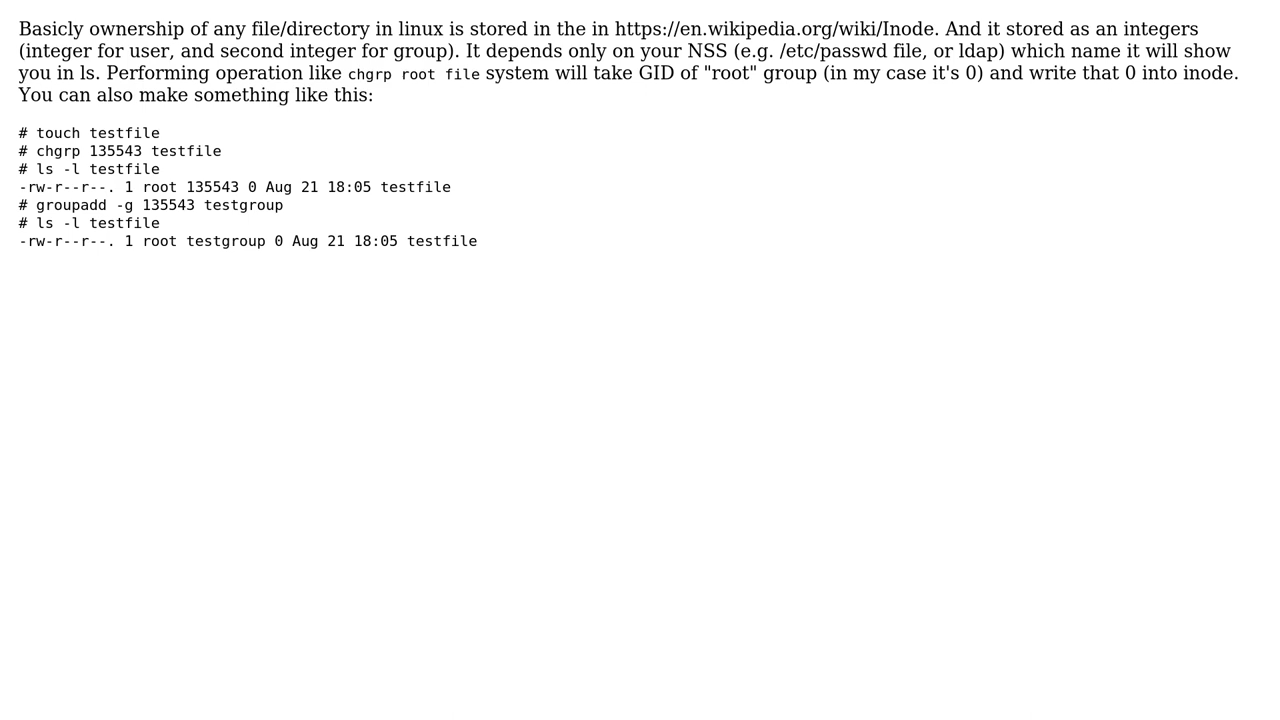 Basicly ownership of any file/directory in linux is stored in the in https://en.wikipedia.org/wiki/Inode. And it stored as an integers
(integer for user, and second integer for group). It depends only on your NSS (e.g. /etc/passwd file, or ldap) which name it will show
you in ls. Performing operation like chgrp root file system will take GID of "root" group (in my case it's 0) and write that 0 into inode.
You can also make something like this:
# touch testfile
# chgrp 135543 testfile
# ls -l testfile
-rw-r--r--. 1 root 135543 0 Aug 21 18:05 testfile
# groupadd -g 135543 testgroup
# ls -l testfile
-rw-r--r--. 1 root testgroup 0 Aug 21 18:05 testfile